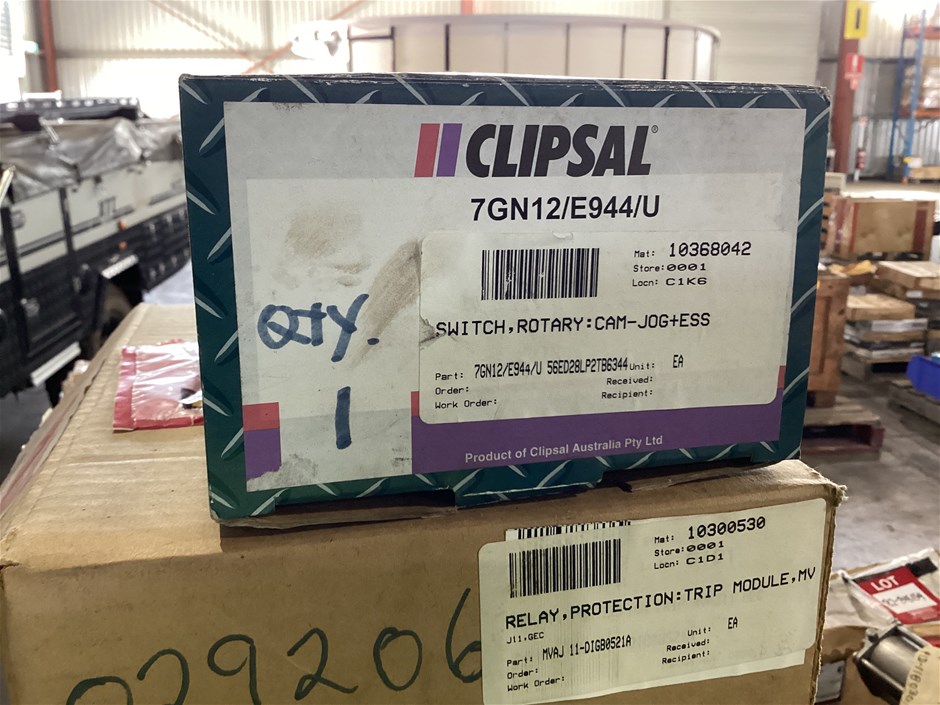 CLIPSAL®
7GN12/E944/U
Mat: 10368042
Store: 0001
Locn: C1K6
SWITCH,ROTARY:CAM-JOG+ESS
Part: 7GN12/E944/U 56ED28LP2TB6344 Unit: EA
Order: Received:
Work Order: Recipient:
QTY.
1
Product of Clipsal Australia Pty Ltd
Mat: 10300530
Store: 0001
Locn: C1D1
RELAY,PROTECTION:TRIP MODULE,MV
J11,GEC
Part: MVAJ 11-DIGB0521A Unit: EA
Order: Received:
Work Order: Recipient:
029206
LOT